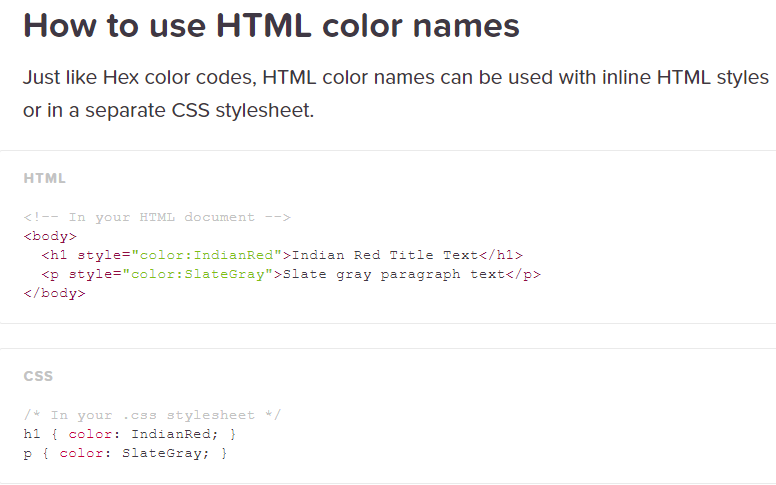 How to use HTML color names
Just like Hex color codes, HTML color names can be used with inline HTML styles
or in a separate CSS stylesheet.
HTML
<!-- In your HTML document -->
<body>
  <h1 style="color:IndianRed">Indian Red Title Text</h1>
  <p style="color:SlateGray">Slate gray paragraph text</p>
</body>
CSS
/* In your .css stylesheet */
h1 { color: IndianRed; }
p { color: SlateGray; }